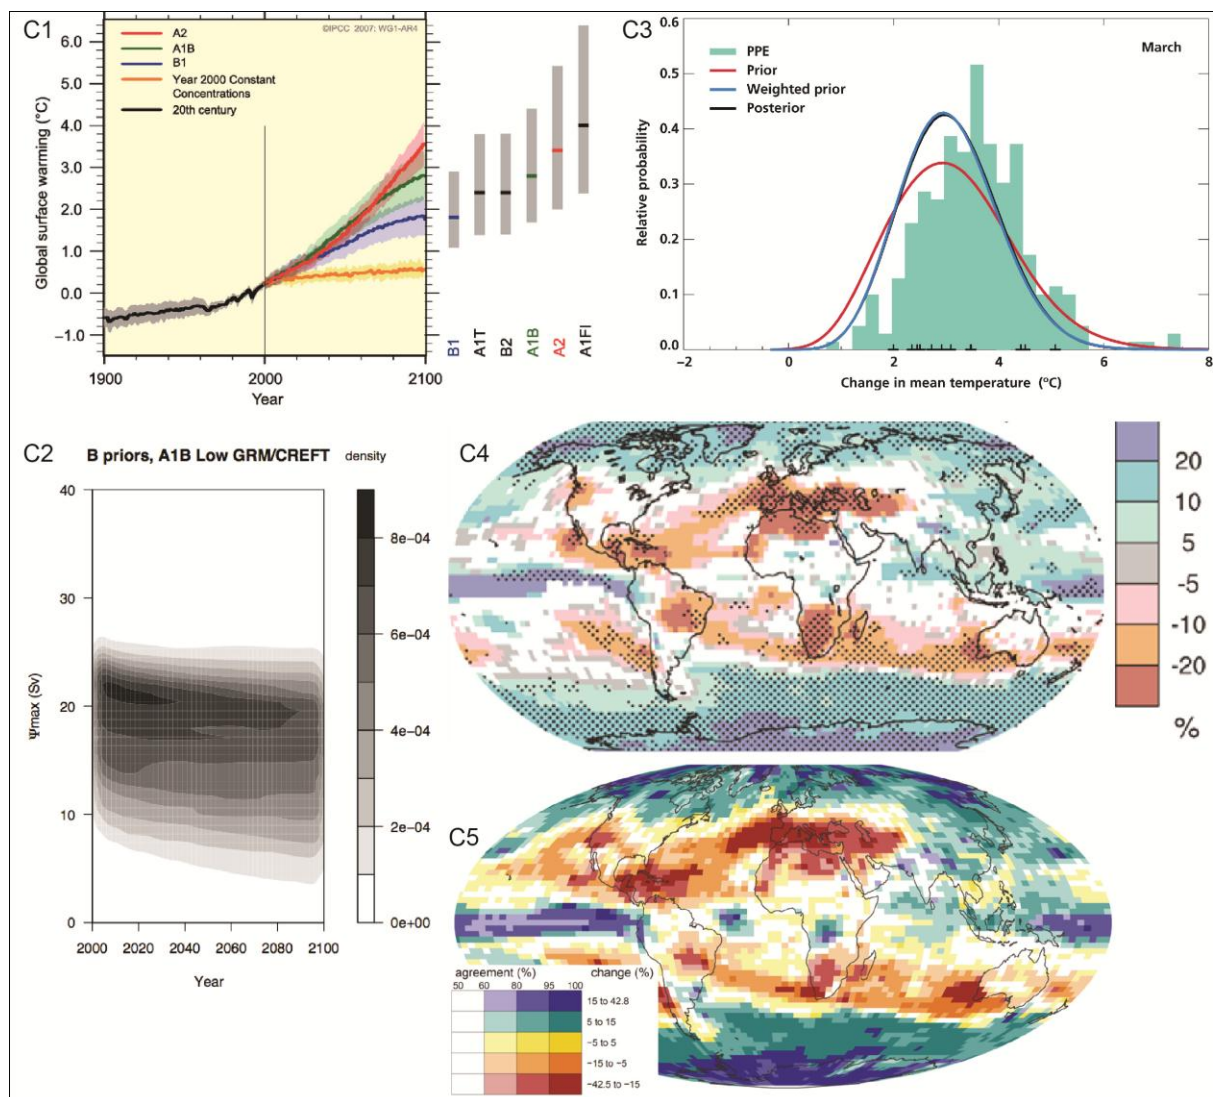 C1
©IPCC 2007: WG1-AR4
A2
A1B
B1
Year 2000 Constant
Concentrations
20th century
Global surface warming (°C)
6.0
5.0
4.0
3.0
2.0
1.0
0.0
−1.0
1900
2000
2100
Year
B1
A1T
B2
A1B
A2
A1FI
C3
March
PPE
Prior
Weighted prior
Posterior
Relative probability
0.6
0.5
0.4
0.3
0.2
0.1
0.0
−2
0
2
4
6
8
Change in mean temperature (°C)
C2
B priors, A1B Low GRM/CREFT
density
Ψmax (Sv)
40
30
20
10
0
2000
2020
2040
2060
2080
2100
Year
8e−04
6e−04
4e−04
2e−04
0e+00
C4
20
10
5
-5
-10
-20
%
C5
agreement (%)
change (%)
50 60 80 95 100
15 to 42.8
5 to 15
−5 to 5
−15 to −5
−42.5 to −15